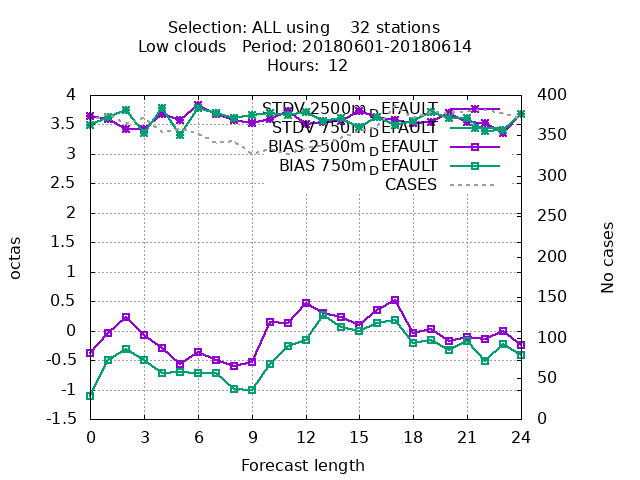 Selection: ALL using 32 stations
Low clouds Period: 20180601-20180614
Hours: 12
STDV 2500m_DEFAULT
STDV 750m_DEFAULT
BIAS 2500m_DEFAULT
BIAS 750m_DEFAULT
CASES
4
3.5
3
2.5
2
1.5
1
0.5
0
-0.5
-1
-1.5
octas
400
350
300
250
200
150
100
50
0
No cases
0 3 6 9 12 15 18 21 24
Forecast length